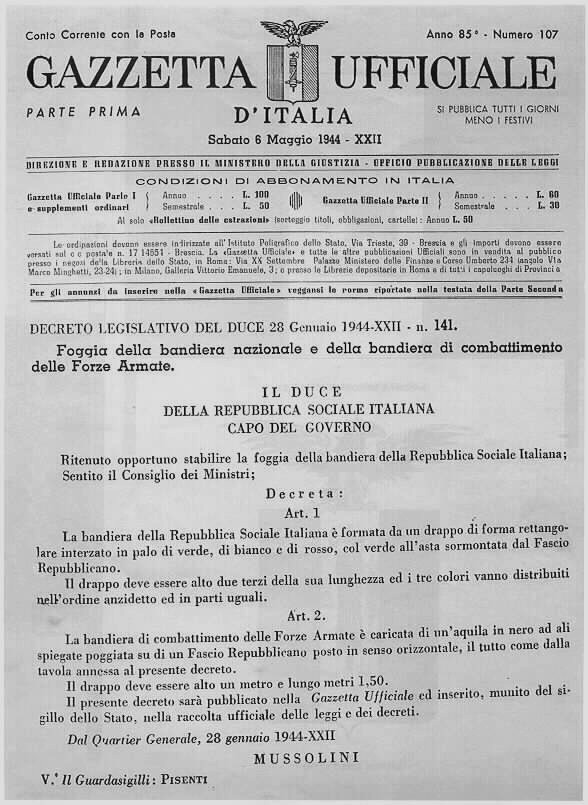 Conto Corrente con la Posta
Anno 85° - Numero 107
GAZZETTA UFFICIALE
PARTE PRIMA
D'ITALIA
SI PUBBLICA TUTTI I GIORNI
MENO I FESTIVI
Sabato 6 Maggio 1944 - XXII
DIREZIONE E REDAZIONE PRESSO IL MINISTERO DELLA GIUSTIZIA - UFFICIO PUBBLICAZIONE DELLE LEGGI
CONDIZIONI DI ABBONAMENTO IN ITALIA
Gazzetta Ufficiale Parte I e supplementi ordinari { Annuo . . . . L. 100
Semestrale . . . L. 50
Gazzetta Ufficiale Parte II { Annuo . . . . . L. 60
Semestrale . . . L. 30
Al solo «Bollettino delle estrazioni» (sorteggio titoli, obbligazioni, cartelle): Annuo L. 50
Le ordinazioni devono essere indirizzate all'Istituto Poligrafico dello Stato, Via Trieste, 39 - Brescia e gli importi devono essere
versati sul c c postale n. 17 14551 - Brescia. La «Gazzetta Ufficiale» e tutte le altre pubblicazioni Ufficiali sono in vendita al pubblico
presso i negozi della Libreria dello Stato, in Roma: Via XX Settembre Palazzo Ministero delle Finanze e Corso Umberto 234 (angolo Via
Marco Minghetti, 23-24); in Milano, Galleria Vittorio Emanuele, 3; e presso le Librerie depositarie in Roma e di tutti i capoluoghi di Provincia
Per gli annunzi da inserire nella «Gazzetta Ufficiale» veggansi le norme riportate nella testata della Parte Seconda
DECRETO LEGISLATIVO DEL DUCE 28 Gennaio 1944-XXII - n. 141.
Foggia della bandiera nazionale e della bandiera di combattimento
delle Forze Armate.
IL DUCE
DELLA REPUBBLICA SOCIALE ITALIANA
CAPO DEL GOVERNO
Ritenuto opportuno stabilire la foggia della bandiera della Repubblica Sociale Italiana;
Sentito il Consiglio dei Ministri;
Decreta:
Art. 1
La bandiera della Repubblica Sociale Italiana è formata da un drappo di forma rettango-
lare interzato in palo di verde, di bianco e di rosso, col verde all'asta sormontata dal Fascio
Repubblicano.
Il drappo deve essere alto due terzi della sua lunghezza ed i tre colori vanno distribuiti
nell'ordine anzidetto ed in parti uguali.
Art. 2.
La bandiera di combattimento delle Forze Armate è caricata di un'aquila in nero ad ali
spiegate poggiata su di un Fascio Repubblicano posto in senso orizzontale, il tutto come dalla
tavola annessa al presente decreto.
Il drappo deve essere alto un metro e lungo metri 1,50.
Il presente decreto sarà pubblicato nella Gazzetta Ufficiale ed inserito, munito del si-
gillo dello Stato, nella raccolta ufficiale delle leggi e dei decreti.
Dal Quartier Generale, 28 gennaio 1944-XXII
MUSSOLINI
V.° Il Guardasigilli: PISENTI